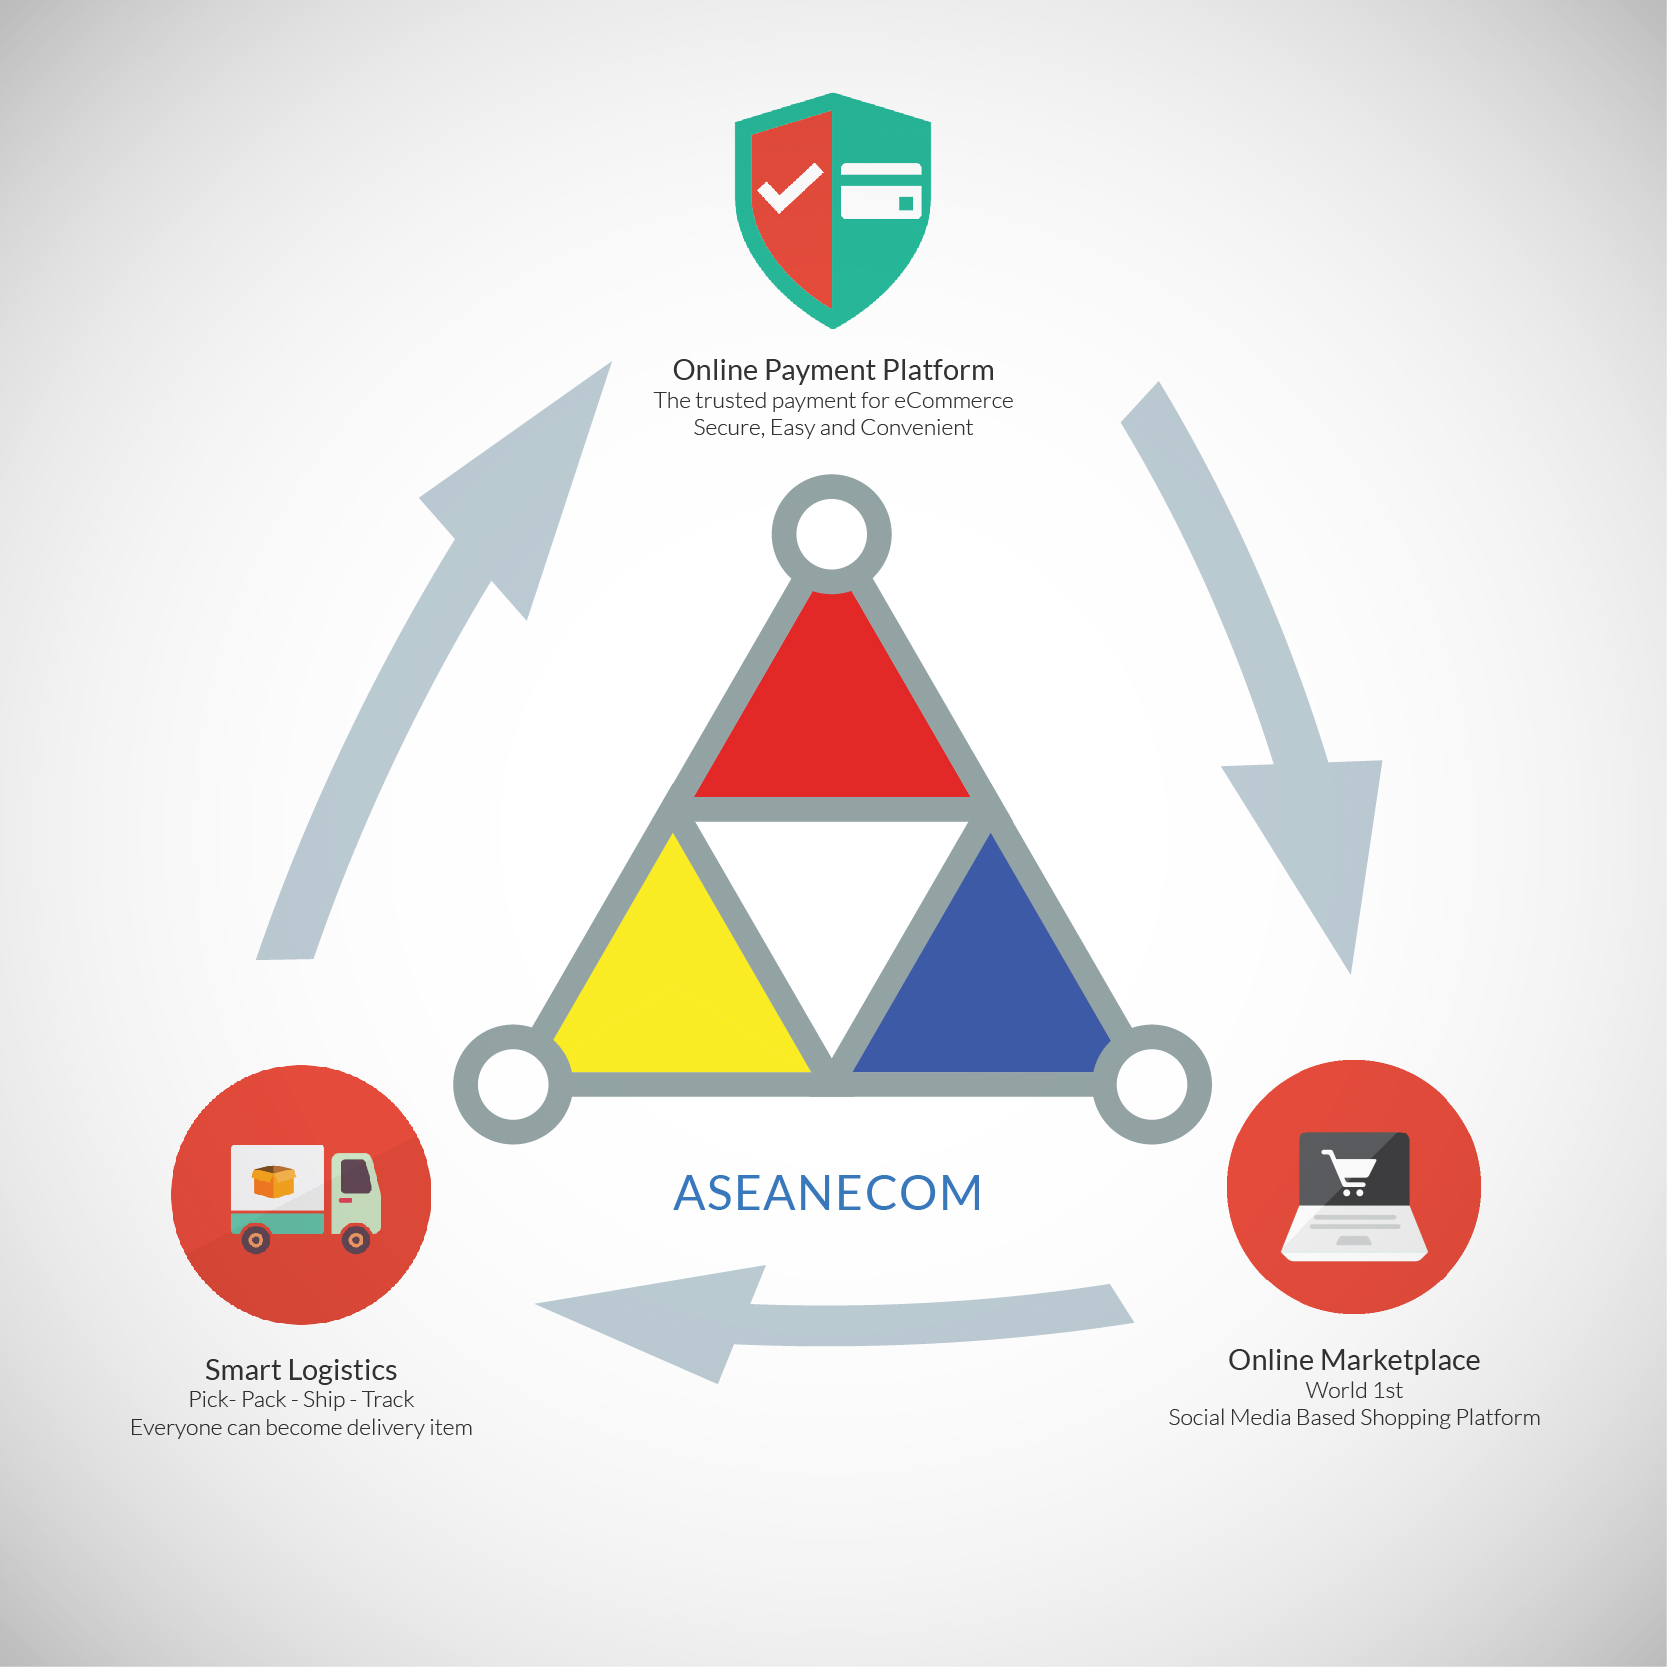 Online Payment Platform
The trusted payment for eCommerce
Secure, Easy and Convenient
ASEANECOM
Smart Logistics
Pick- Pack - Ship - Track
Everyone can become delivery item
Online Marketplace
World 1st
Social Media Based Shopping Platform